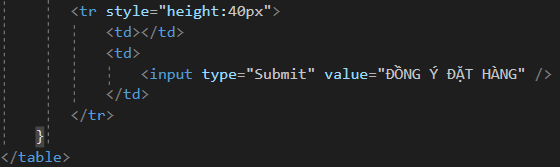 <tr style="height:40px">
<td></td>
<td>
<input type="Submit" value="ĐỒNG Ý ĐẶT HÀNG" />
</td>
</tr>
}
</table>